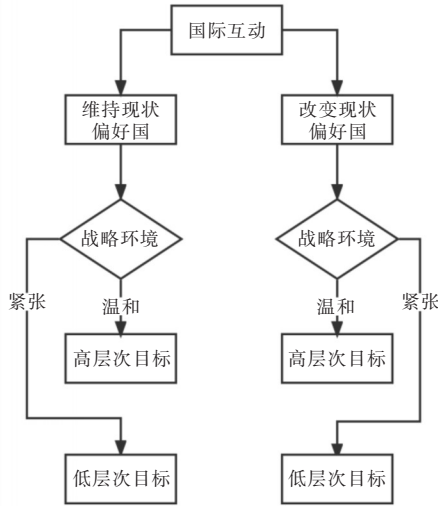 国际互动
维持现状
偏好国
改变现状
偏好国
战略环境
战略环境
紧张
温和
温和
紧张
高层次目标
高层次目标
低层次目标
低层次目标